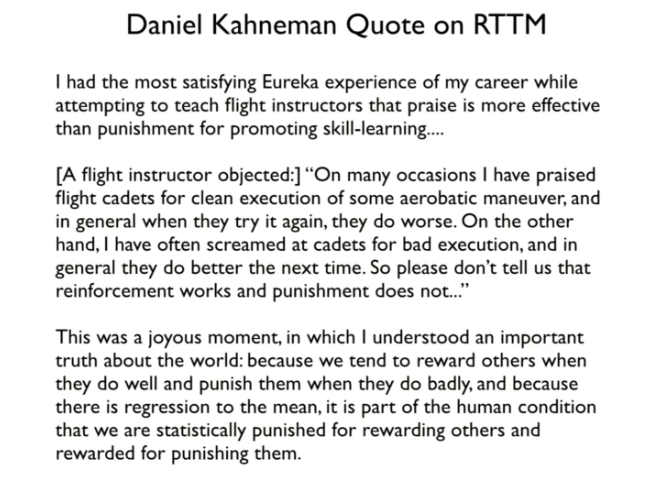 Daniel Kahneman Quote on RTTM
I had the most satisfying Eureka experience of my career while
attempting to teach flight instructors that praise is more effective
than punishment for promoting skill-learning....
[A flight instructor objected:] “On many occasions I have praised
flight cadets for clean execution of some aerobatic maneuver, and
in general when they try it again, they do worse. On the other
hand, I have often screamed at cadets for bad execution, and in
general they do better the next time. So please don’t tell us that
reinforcement works and punishment does not...”
This was a joyous moment, in which I understood an important
truth about the world: because we tend to reward others when
they do well and punish them when they do badly, and because
there is regression to the mean, it is part of the human condition
that we are statistically punished for rewarding others and
rewarded for punishing them.